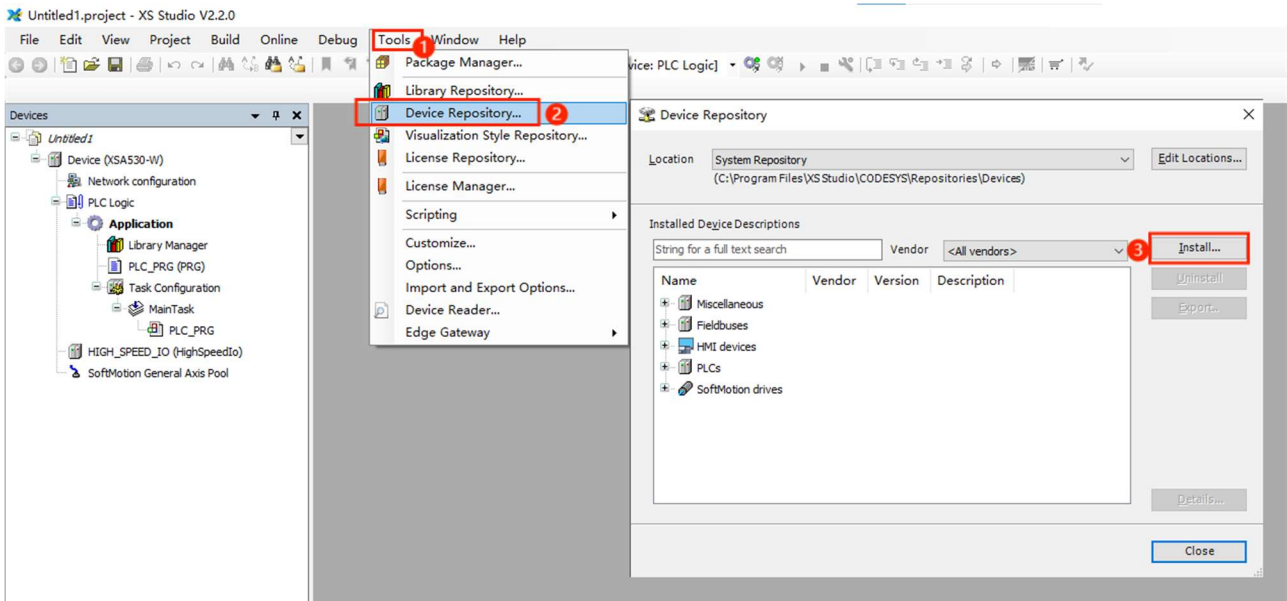 Untitled1.project - XS Studio V2.2.0
File Edit View Project Build Online Debug Tools Window Help
1
vice: PLC Logic]
Package Manager...
Library Repository...
Device Repository...
2
Visualization Style Repository...
License Repository...
License Manager...
Scripting
Customize...
Options...
Import and Export Options...
Device Reader...
Edge Gateway
Devices
Untitled1
Device (XSA530-W)
Network configuration
PLC Logic
Application
Library Manager
PLC_PRG (PRG)
Task Configuration
MainTask
PLC_PRG
HIGH_SPEED_IO (HighSpeedIo)
SoftMotion General Axis Pool
Device Repository
Location System Repository Edit Locations...
(C:\Program Files\XS Studio\CODESYS\Repositories\Devices)
Installed Device Descriptions
String for a full text search Vendor <All vendors> 3 Install...
Name Vendor Version Description Uninstall
Miscellaneous Export...
Fieldbuses
HMI devices
PLCs
SoftMotion drives
Details...
Close